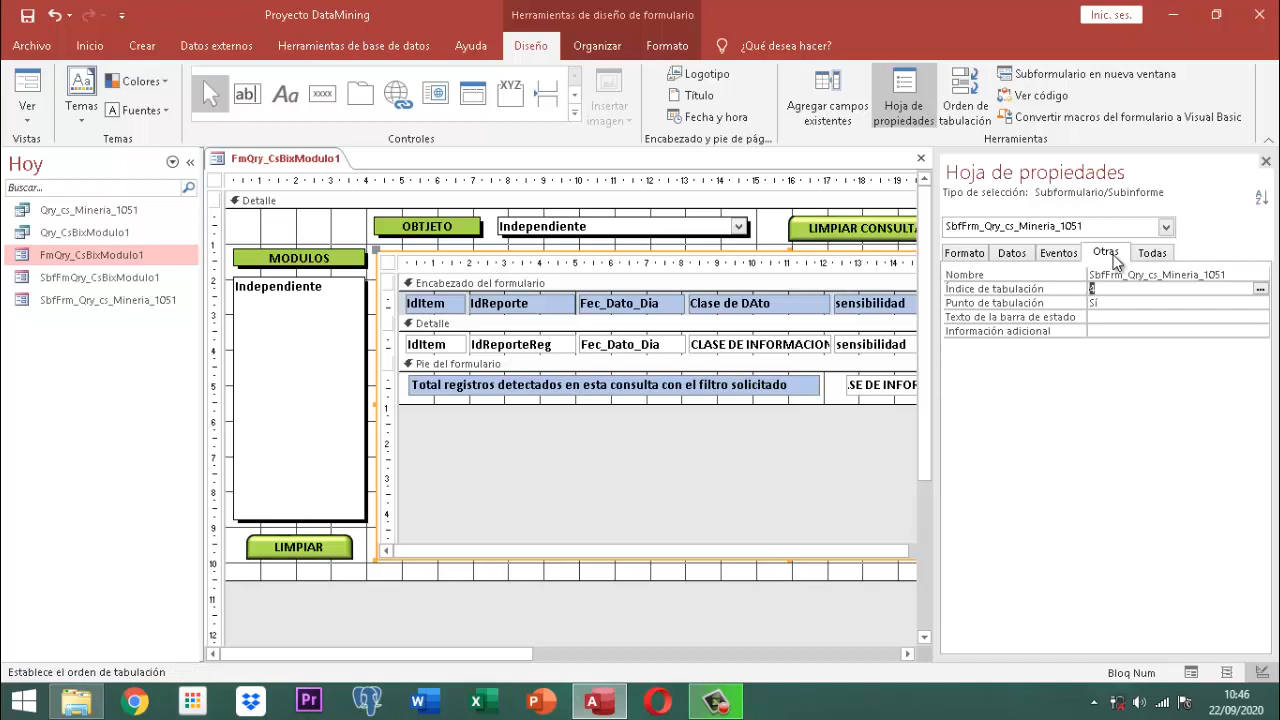 Proyecto DataMining
Herramientas de diseño de formulario
Inic. ses.
Archivo
Inicio
Crear
Datos externos
Herramientas de base de datos
Ayuda
Diseño
Organizar
Formato
¿Qué desea hacer?
Ver
Vistas
Temas
Colores
Fuentes
Temas
ab|
Aa
xxxx
XYZ
Controles
Insertar
imagen
Logotipo
Título
Fecha y hora
Encabezado y pie de pág...
Agregar campos
existentes
Hoja de
propiedades
Orden de
tabulación
Subformulario en nueva ventana
Ver código
Convertir macros del formulario a Visual Basic
Herramientas
Hoy
Buscar...
Qry_cs_Mineria_1051
Qry_CsBixModulo1
FmQry_CsBixModulo1
SbfFmQry_CsBixModulo1
SbfFrm_Qry_cs_Mineria_1051
FmQry_CsBixModulo1
Detalle
OBTJETO
Independiente
LIMPIAR CONSULTA
MODULOS
Independiente
LIMPIAR
Encabezado del formulario
IdItem
IdReporte
Fec_Dato_Dia
Clase de DAto
sensibilidad
Detalle
IdItem
IdReporteReg
Fec_Dato_Dia
CLASE DE INFORMACION
sensibilidad
Pie del formulario
Total registros detectados en esta consulta con el filtro solicitado
.SE DE INFOR
Hoja de propiedades
Tipo de selección: Subformulario/Subinforme
SbfFrm_Qry_cs_Mineria_1051
Formato
Datos
Eventos
Otras
Todas
Nombre
SbfFrm_Qry_cs_Mineria_1051
Índice de tabulación
Punto de tabulación
Sí
Texto de la barra de estado
Información adicional
Establece el orden de tabulación
Bloq Num
10:46
22/09/2020